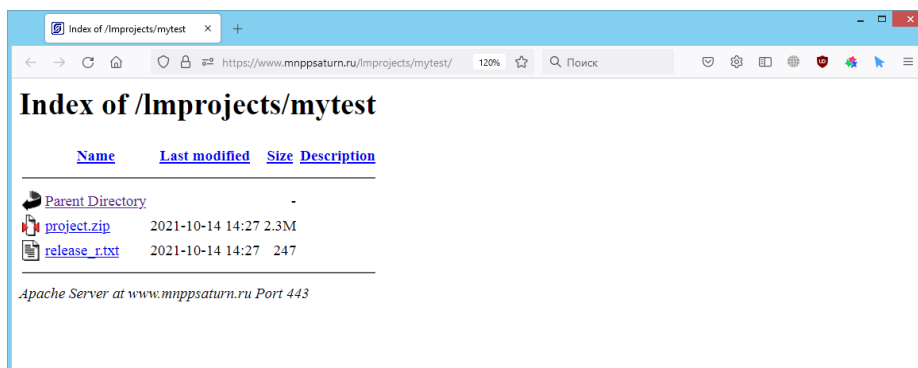 Index of /lmprojects/mytest
https://www.mnppsaturn.ru/lmprojects/mytest/ 120% Поиск
Index of /lmprojects/mytest
Name Last modified Size Description
Parent Directory -
project.zip 2021-10-14 14:27 2.3M
release_r.txt 2021-10-14 14:27 247
Apache Server at www.mnppsaturn.ru Port 443